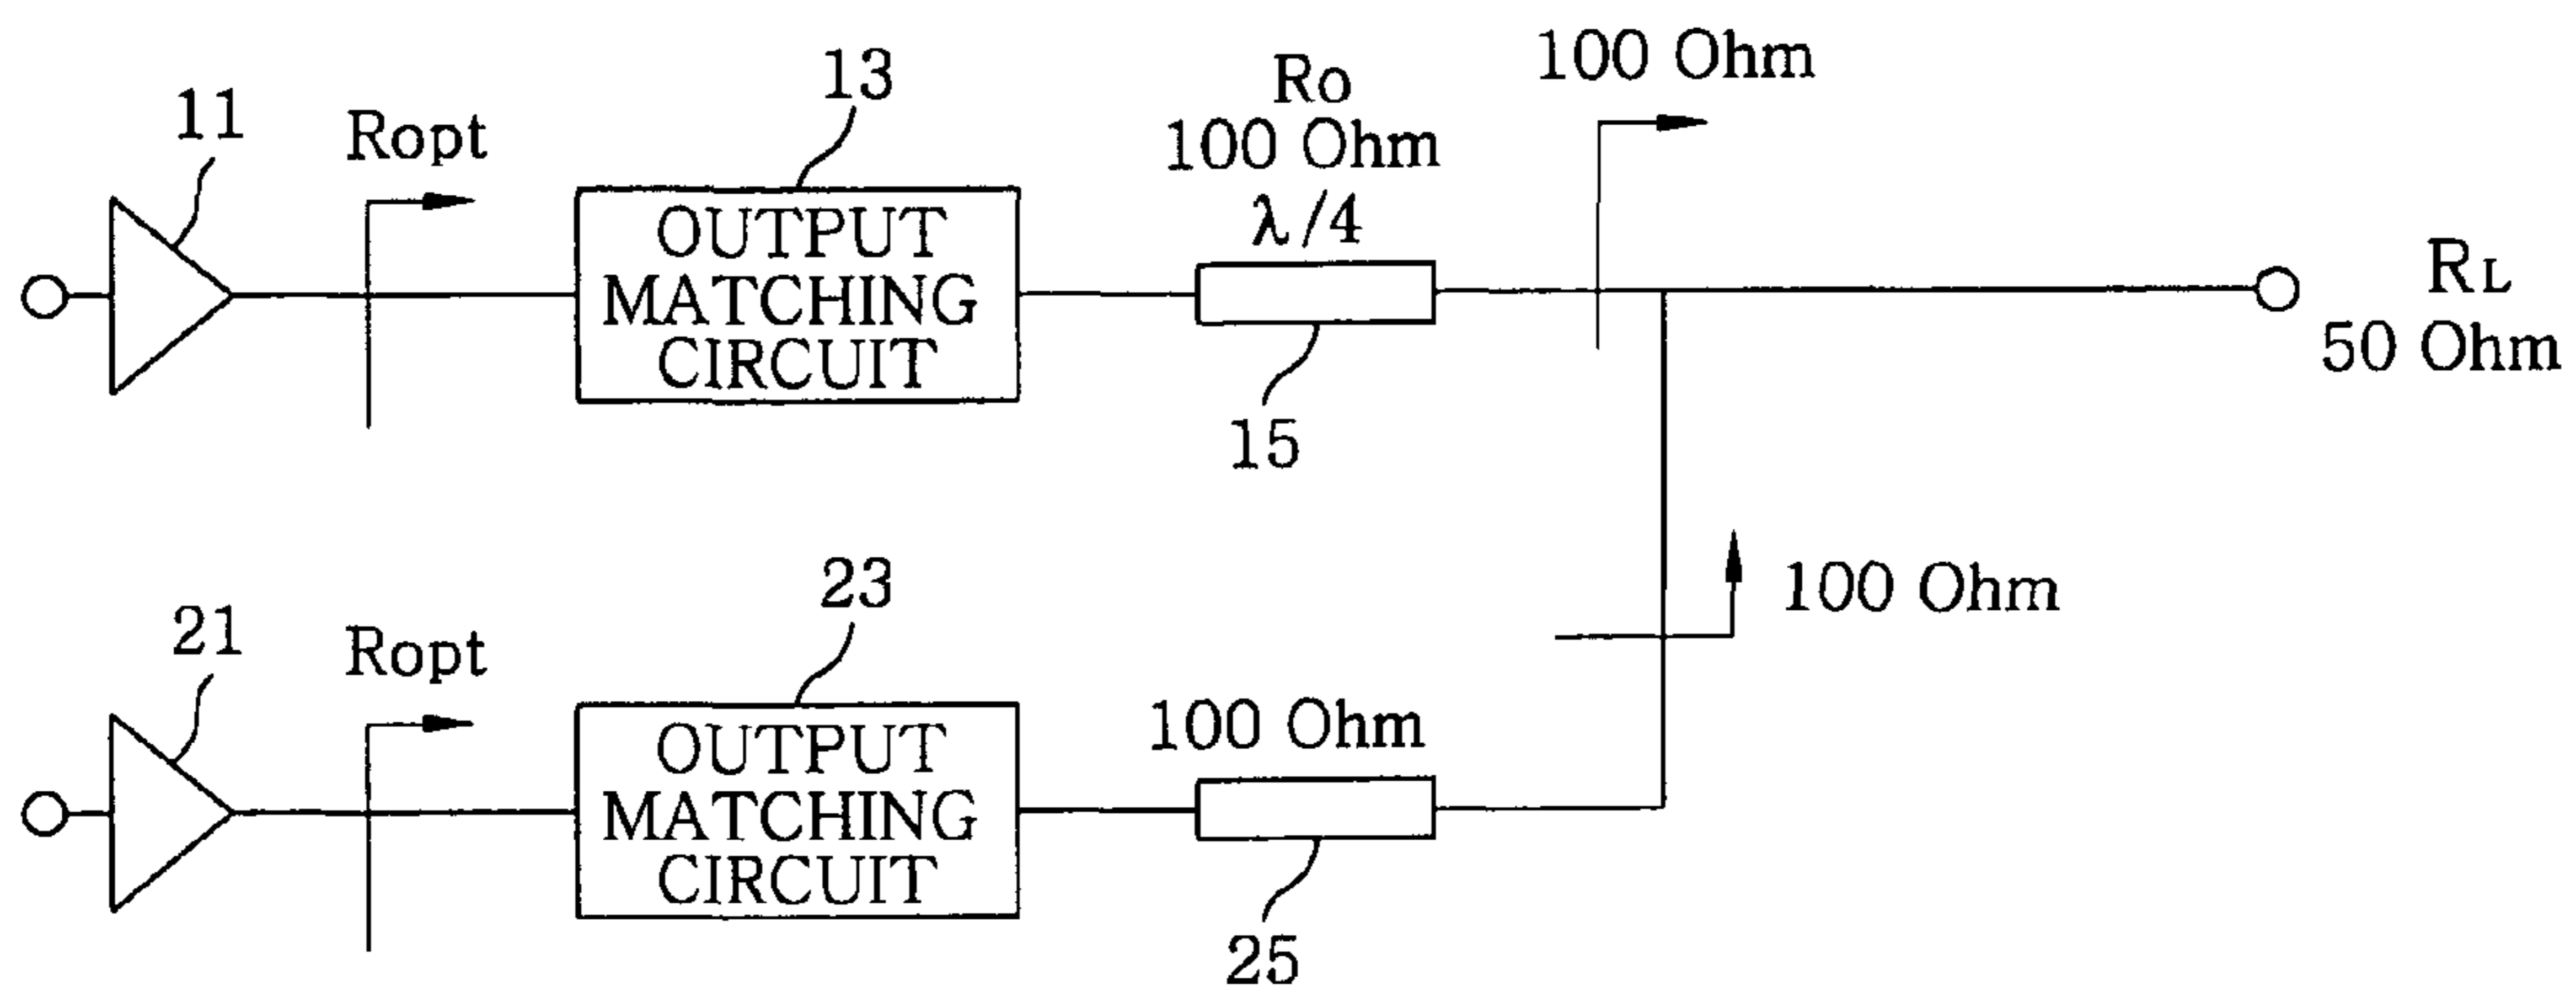 100 Ohm
13
Ro
11
Ropt
100 Ohm
λ/4
OUTPUT
MATCHING
CIRCUIT
RL
50 Ohm
15
23
100 Ohm
21
Ropt
100 Ohm
OUTPUT
MATCHING
CIRCUIT
25